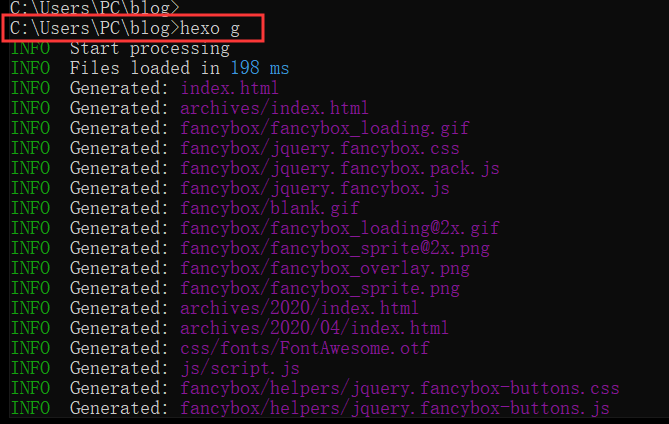 C:\Users\PC\blog>
C:\Users\PC\blog>hexo g
INFO  Start processing
INFO  Files loaded in 198 ms
INFO  Generated: index.html
INFO  Generated: archives/index.html
INFO  Generated: fancybox/fancybox_loading.gif
INFO  Generated: fancybox/jquery.fancybox.css
INFO  Generated: fancybox/jquery.fancybox.pack.js
INFO  Generated: fancybox/jquery.fancybox.js
INFO  Generated: fancybox/blank.gif
INFO  Generated: fancybox/fancybox_loading@2x.gif
INFO  Generated: fancybox/fancybox_sprite@2x.png
INFO  Generated: fancybox/fancybox_overlay.png
INFO  Generated: fancybox/fancybox_sprite.png
INFO  Generated: archives/2020/index.html
INFO  Generated: archives/2020/04/index.html
INFO  Generated: css/fonts/FontAwesome.otf
INFO  Generated: js/script.js
INFO  Generated: fancybox/helpers/jquery.fancybox-buttons.css
INFO  Generated: fancybox/helpers/jquery.fancybox-buttons.js